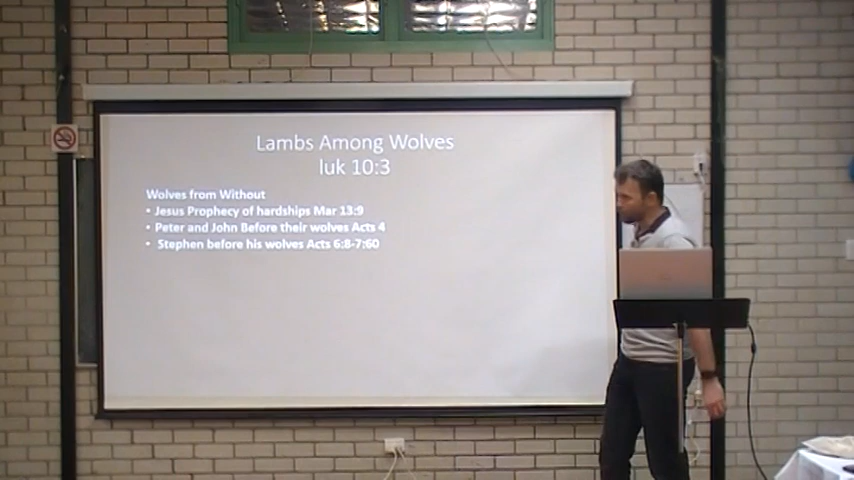 Lambs Among Wolves
luk 10:3
Wolves from Without
• Jesus Prophecy of hardships Mar 13:9
• Peter and John Before their wolves Acts 4
• Stephen before his wolves Acts 6:8-7:60